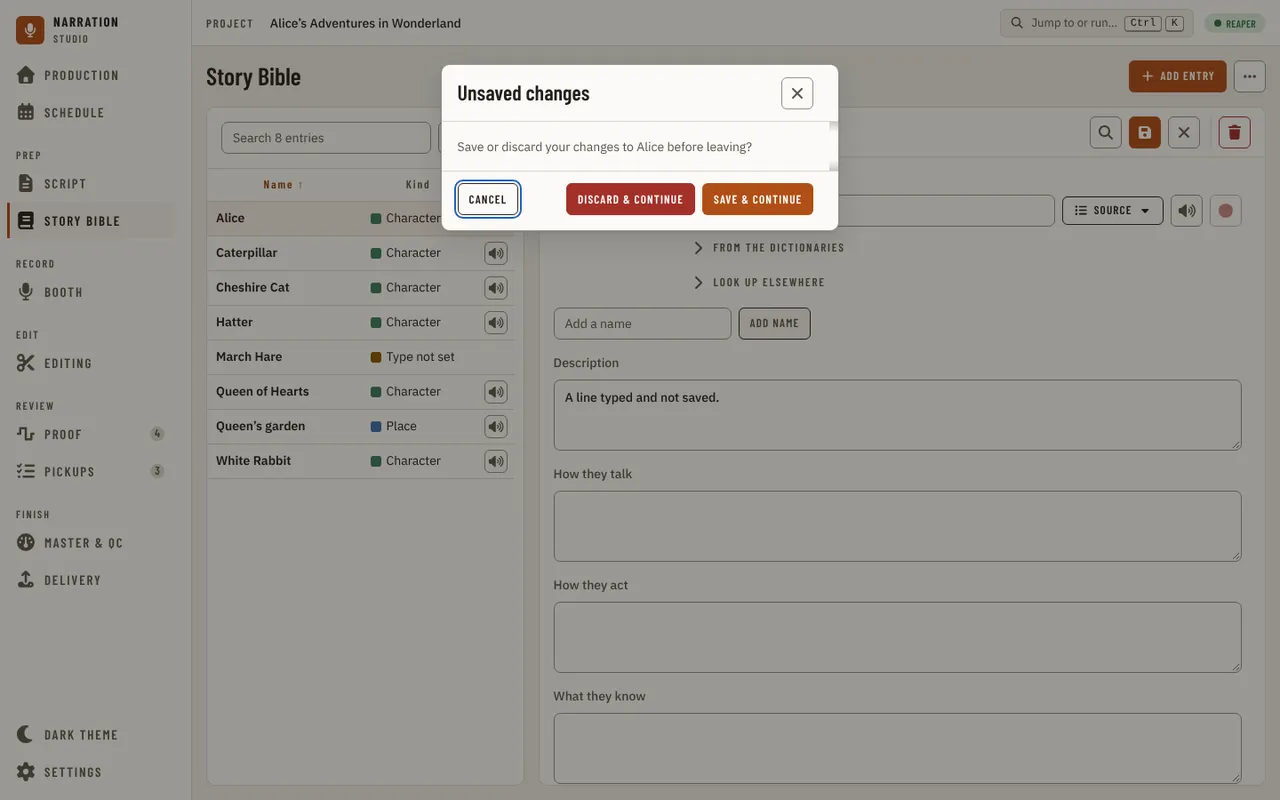 NARRATION
STUDIO
PRODUCTION
SCHEDULE
PREP
SCRIPT
STORY BIBLE
RECORD
BOOTH
EDIT
EDITING
REVIEW
PROOF 4
PICKUPS 3
FINISH
MASTER & QC
DELIVERY
DARK THEME
SETTINGS
PROJECT Alice's Adventures in Wonderland
Jump to or run... Ctrl K
REAPER
Story Bible
ADD ENTRY
Search 8 entries
Name ↑ Kind
Alice Character
Caterpillar Character
Cheshire Cat Character
Hatter Character
March Hare Type not set
Queen of Hearts Character
Queen's garden Place
White Rabbit Character
Unsaved changes
Save or discard your changes to Alice before leaving?
CANCEL DISCARD & CONTINUE SAVE & CONTINUE
SOURCE
FROM THE DICTIONARIES
LOOK UP ELSEWHERE
Add a name ADD NAME
Description
A line typed and not saved.
How they talk
How they act
What they know